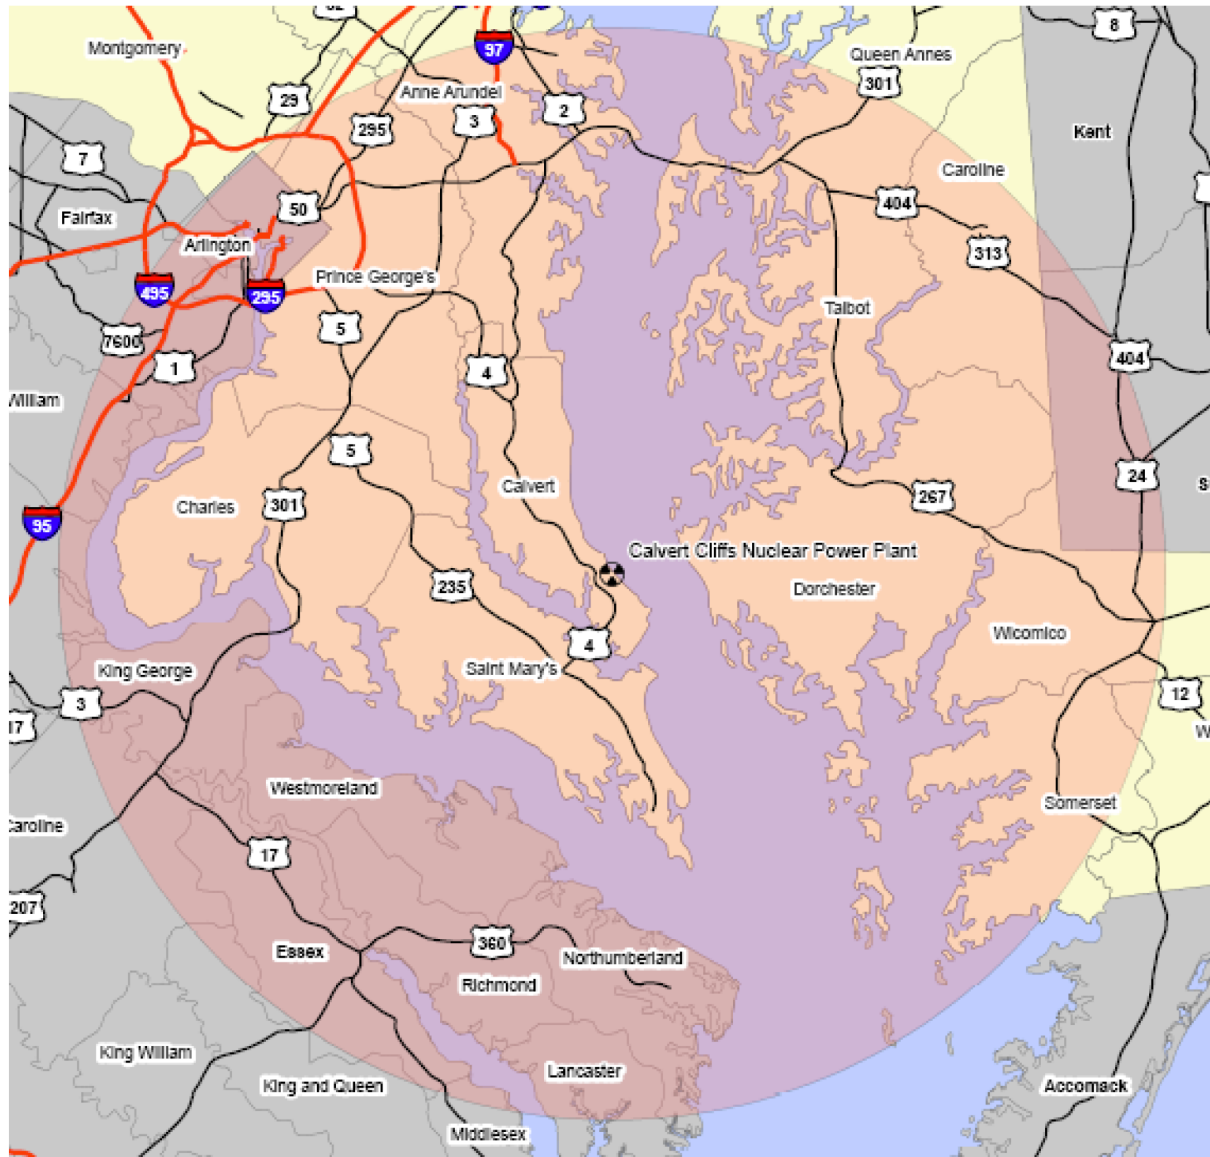 32
8
97
Montgomery
Queen Annes
301
29
Anne Arundel
2
3
295
Kent
7
Caroline
404
50
Fairfax
Arlington
313
Prince George's
495
295
Talbot
5
7600
404
1
4
William
5
24
Calvert
S
267
Charles
301
95
Calvert Cliffs Nuclear Power Plant
235
Dorchester
Wicomico
4
King George
Saint Mary's
3
12
17
W
Westmoreland
Somerset
Caroline
17
207
360
Essex
Northumberland
Richmond
King William
Lancaster
King and Queen
Accomack
Middlesex